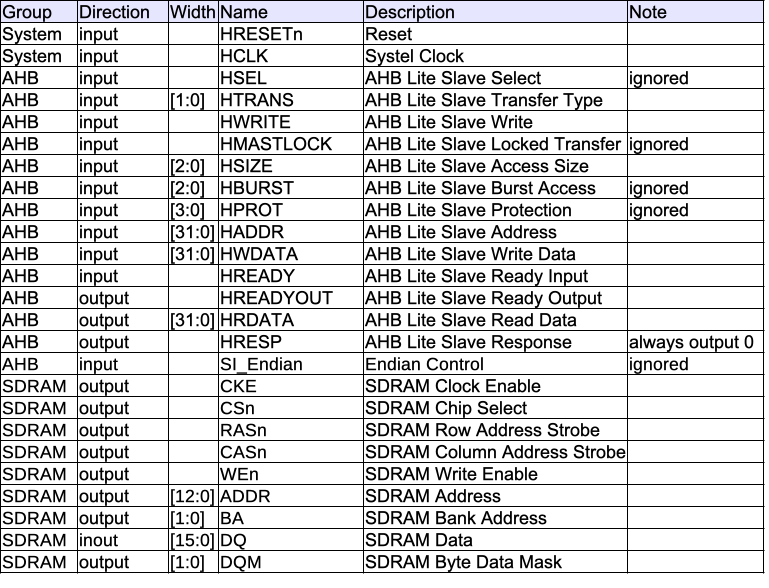 Group Direction Width Name Description Note
System input HRESETn Reset
System input HCLK Systel Clock
AHB input HSEL AHB Lite Slave Select ignored
AHB input [1:0] HTRANS AHB Lite Slave Transfer Type
AHB input HWRITE AHB Lite Slave Write
AHB input HMASTLOCK AHB Lite Slave Locked Transfer ignored
AHB input [2:0] HSIZE AHB Lite Slave Access Size
AHB input [2:0] HBURST AHB Lite Slave Burst Access ignored
AHB input [3:0] HPROT AHB Lite Slave Protection ignored
AHB input [31:0] HADDR AHB Lite Slave Address
AHB input [31:0] HWDATA AHB Lite Slave Write Data
AHB input HREADY AHB Lite Slave Ready Input
AHB output HREADYOUT AHB Lite Slave Ready Output
AHB output [31:0] HRDATA AHB Lite Slave Read Data
AHB output HRESP AHB Lite Slave Response always output 0
AHB input SI_Endian Endian Control ignored
SDRAM output CKE SDRAM Clock Enable
SDRAM output CSn SDRAM Chip Select
SDRAM output RASn SDRAM Row Address Strobe
SDRAM output CASn SDRAM Column Address Strobe
SDRAM output WEn SDRAM Write Enable
SDRAM output [12:0] ADDR SDRAM Address
SDRAM output [1:0] BA SDRAM Bank Address
SDRAM inout [15:0] DQ SDRAM Data
SDRAM output [1:0] DQM SDRAM Byte Data Mask